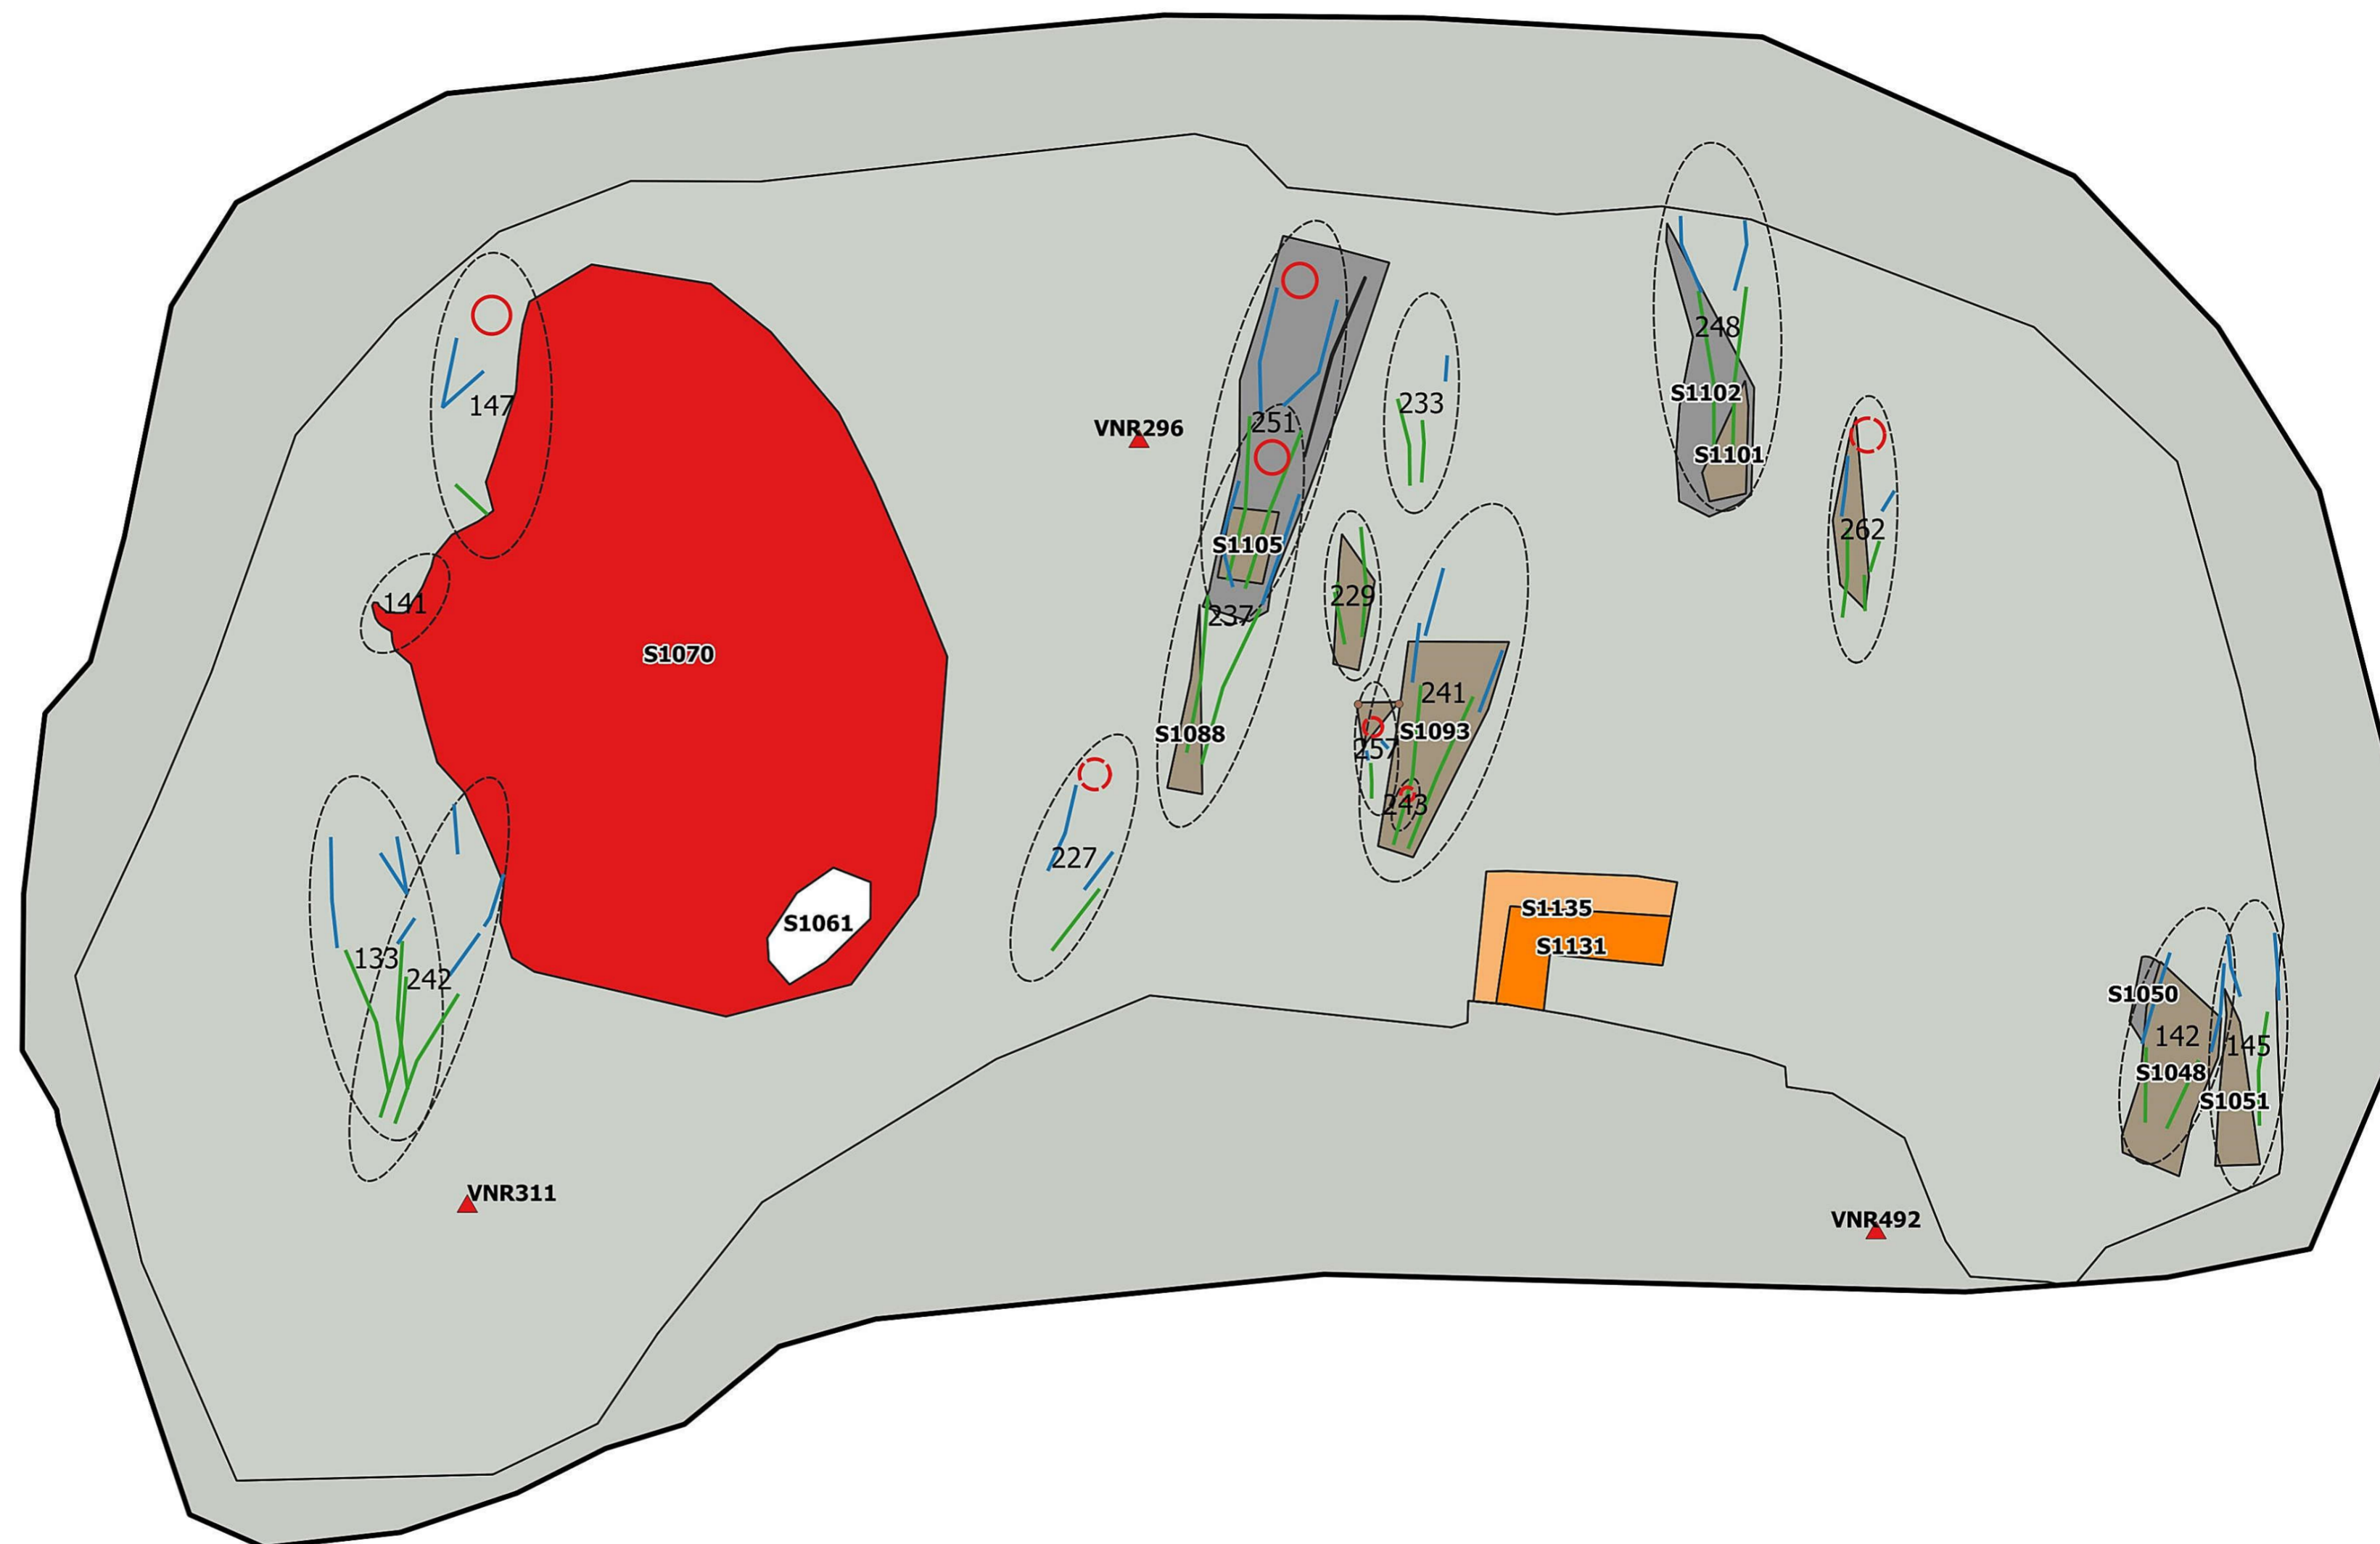 248
S1102
233
147
251
VNR296
S1101
262
S1105
229
141
237
S1070
241
S1093
S1088
257
243
227
S1135
S1061
S1131
133
242
S1050
142
145
S1048
S1051
VNR311
VNR492